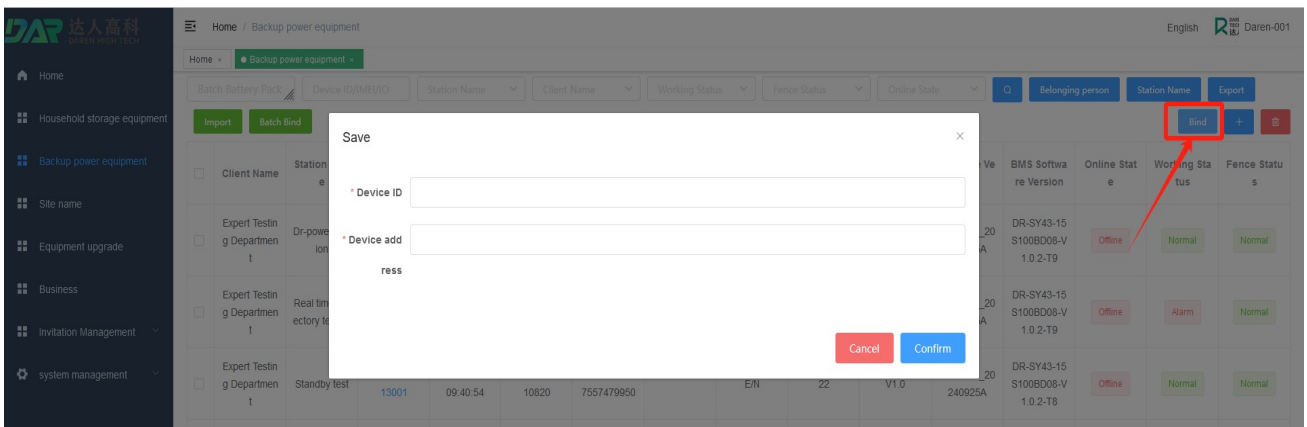 DAR 达人高科
DAREN HIGH TECH
Home / Backup power equipment
English
Daren-001
Home ×
Backup power equipment ×
Home
Household storage equipment
Backup power equipment
Site name
Equipment upgrade
Business
Invitation Management
system management
Batch Battery Pack
Device ID/IMEI/IO
Station Name
Client Name
Working Status
Fence Status
Online State
Belonging person
Station Name
Export
Import
Batch Bind
Bind
+
Save
×
* Device ID
* Device add
ress
Cancel
Confirm
Client Name
Station
e
Ve
BMS Softwa
re Version
Online Stat
e
Working Sta
tus
Fence Statu
s
Expert Testin
g Departmen
t
Dr-powe
ion
_20
A
DR-SY43-15
S100BD08-V
1.0.2-T9
Offline
Normal
Normal
Expert Testin
g Departmen
t
Real tim
ectory te
_20
A
DR-SY43-15
S100BD08-V
1.0.2-T9
Offline
Alarm
Normal
Expert Testin
g Departmen
t
Standby test
13001
09:40:54
10820
7557479950
E/N
22
V1.0
_20
240925A
DR-SY43-15
S100BD08-V
1.0.2-T8
Offline
Normal
Normal